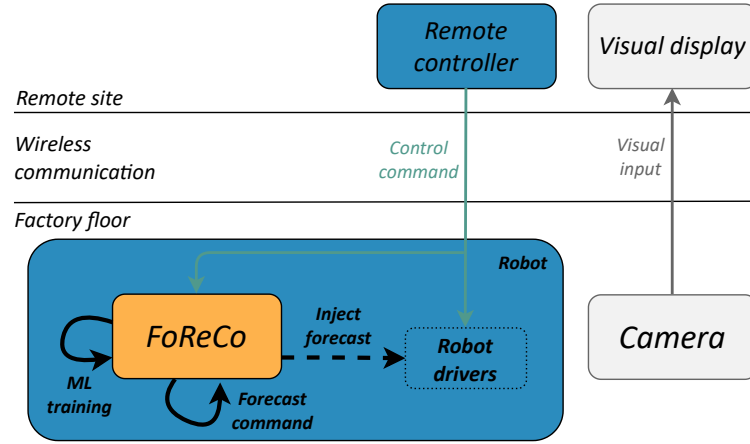 Remote
controller
Visual display
Remote site
Wireless
communication
Control
command
Visual
input
Factory floor
Robot
FoReCo
Inject
forecast
Robot
drivers
Camera
ML
training
Forecast
command